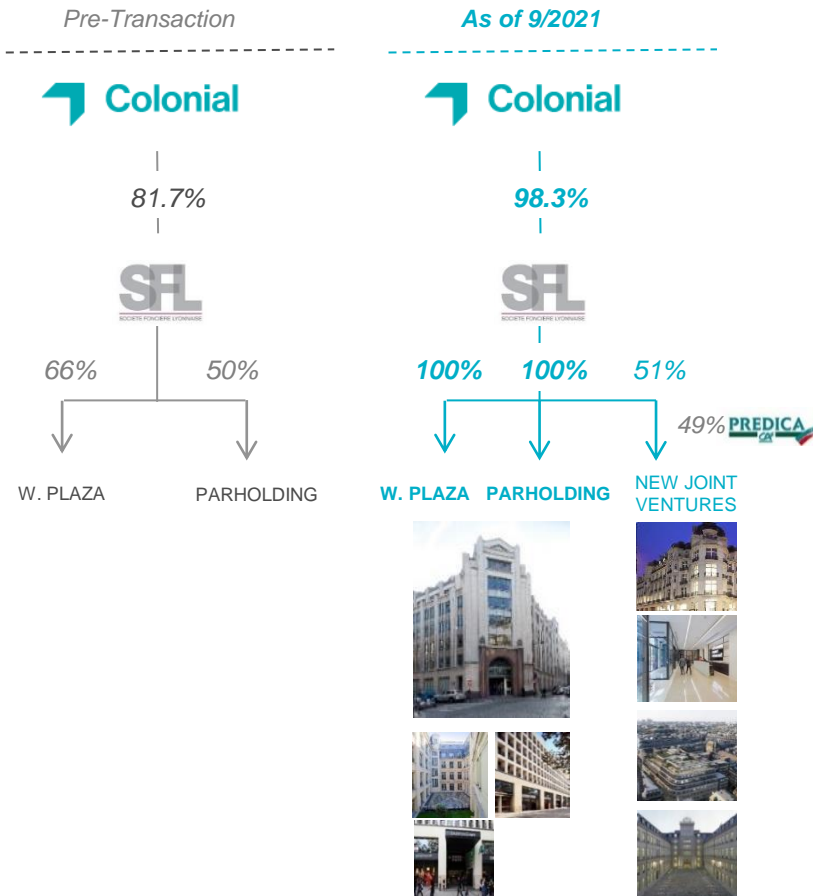 Pre-Transaction
Colonial
81.7%
SFL
SOCIETE FONCIERE LYONNAISE
66% 50%
W. PLAZA PARHOLDING
As of 9/2021
Colonial
98.3%
SFL
SOCIETE FONCIERE LYONNAISE
100% 100% 51%
49% PREDICA
CA
W. PLAZA PARHOLDING NEW JOINT
VENTURES